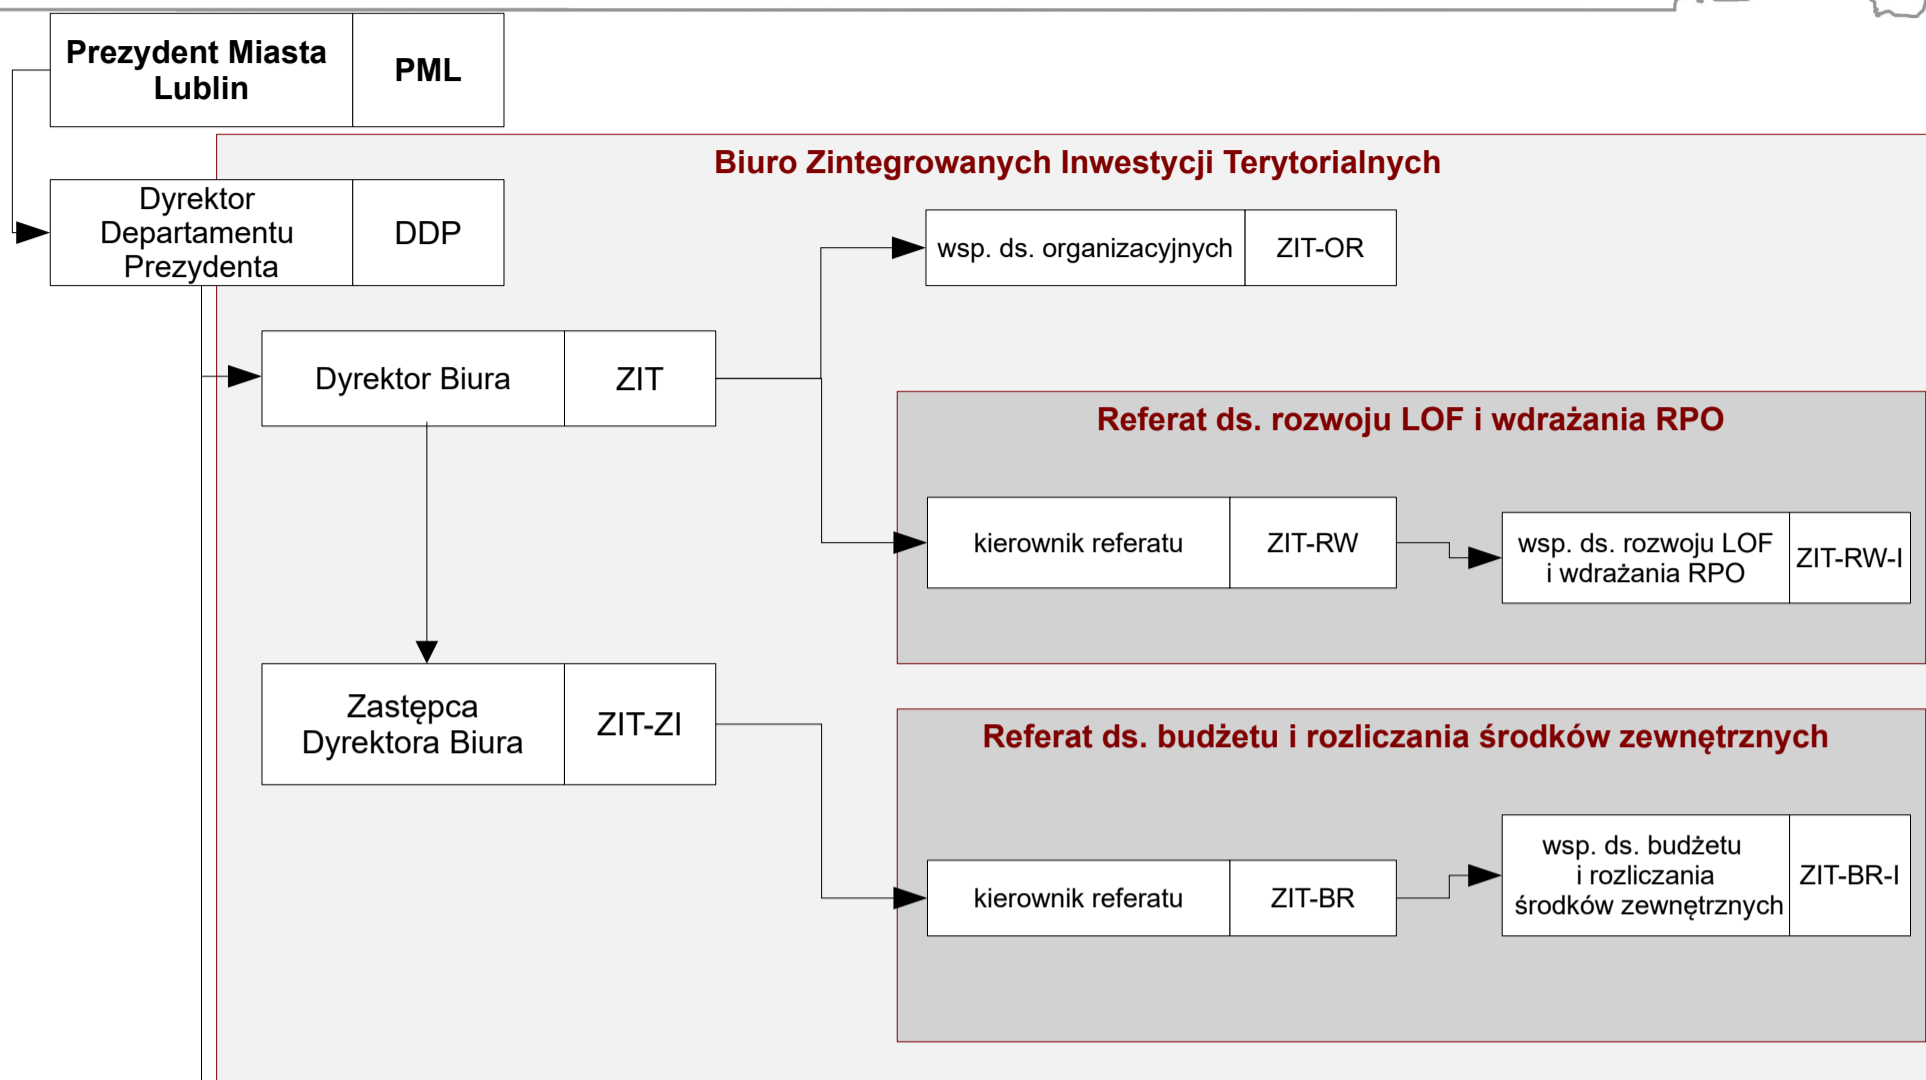 Prezydent Miasta
Lublin
PML
Biuro Zintegrowanych Inwestycji Terytorialnych
Dyrektor
Departamentu
Prezydenta
DDP
wsp. ds. organizacyjnych
ZIT-OR
Dyrektor Biura
ZIT
Referat ds. rozwoju LOF i wdrażania RPO
kierownik referatu
ZIT-RW
wsp. ds. rozwoju LOF
i wdrażania RPO
ZIT-RW-I
Zastępca
Dyrektora Biura
ZIT-ZI
Referat ds. budżetu i rozliczania środków zewnętrznych
kierownik referatu
ZIT-BR
wsp. ds. budżetu
i rozliczania
środków zewnętrznych
ZIT-BR-I